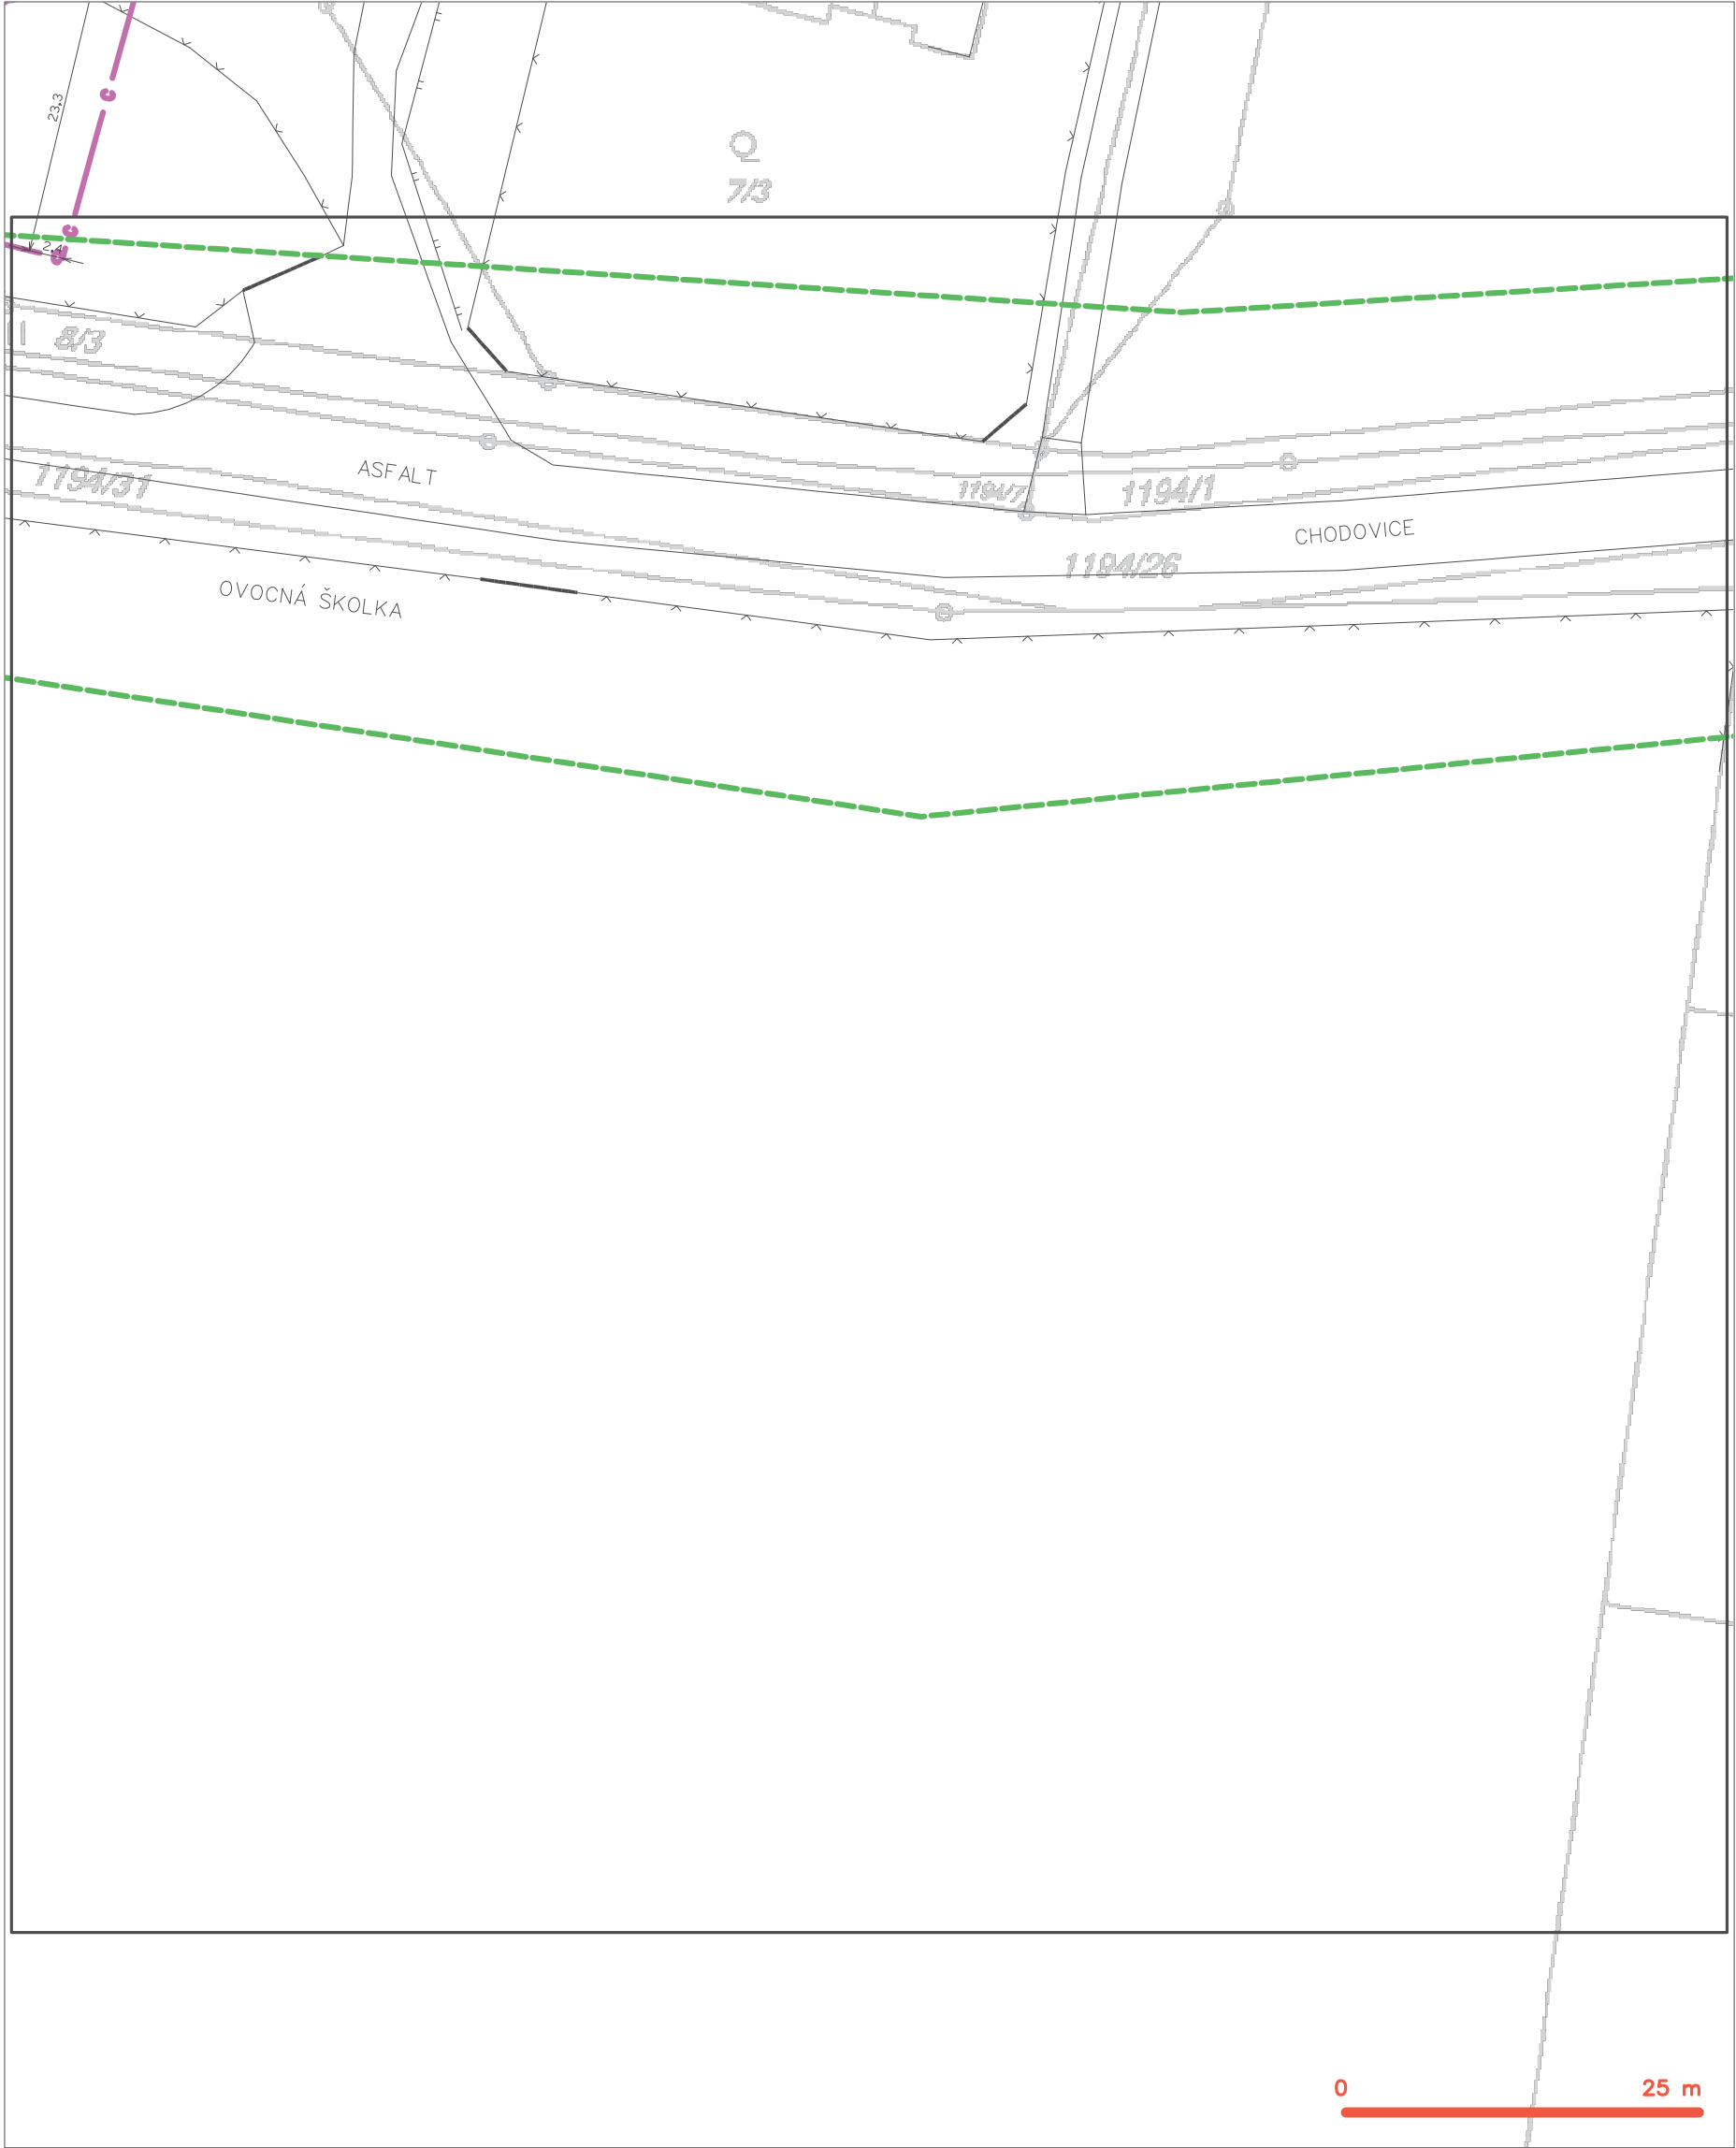 23,3
Q
7/3
2,4
8/3
ASFALT
1194/31
1194/7
1194/1
CHODOVICE
1194/26
OVOCNÁ ŠKOLKA
0
25 m